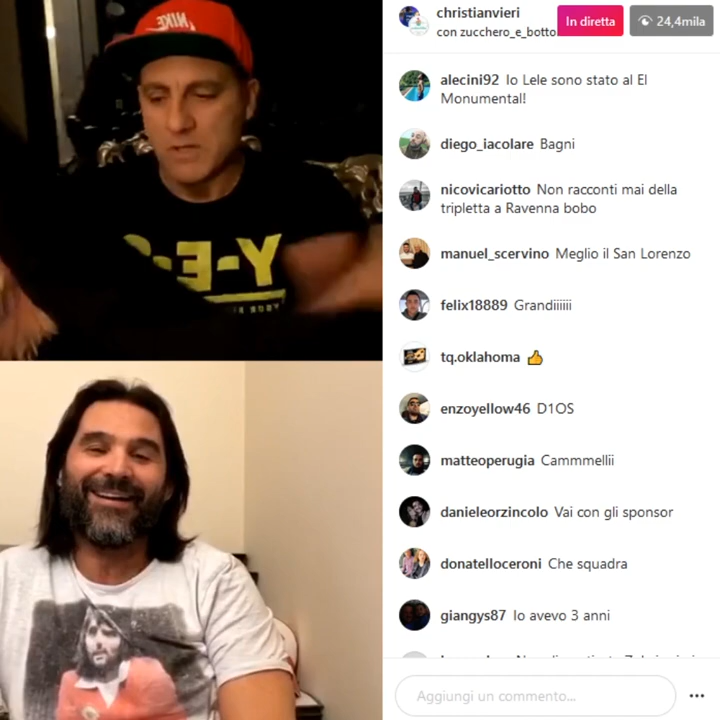 christianvieri
con zucchero_e_botto
In diretta
24,4mila
alecini92 Io Lele sono stato al El
Monumental!
diego_iacolare Bagni
nicovicariotto Non racconti mai della
tripletta a Ravenna bobo
manuel_scervino Meglio il San Lorenzo
felix18889 Grandiiiiii
tq.oklahoma 👍
enzoyellow46 D1OS
matteoperugia Cammmellii
danieleorzincolo Vai con gli sponsor
donatelloceroni Che squadra
giangys87 Io avevo 3 anni
Aggiungi un commento...
NIKE
Y-3